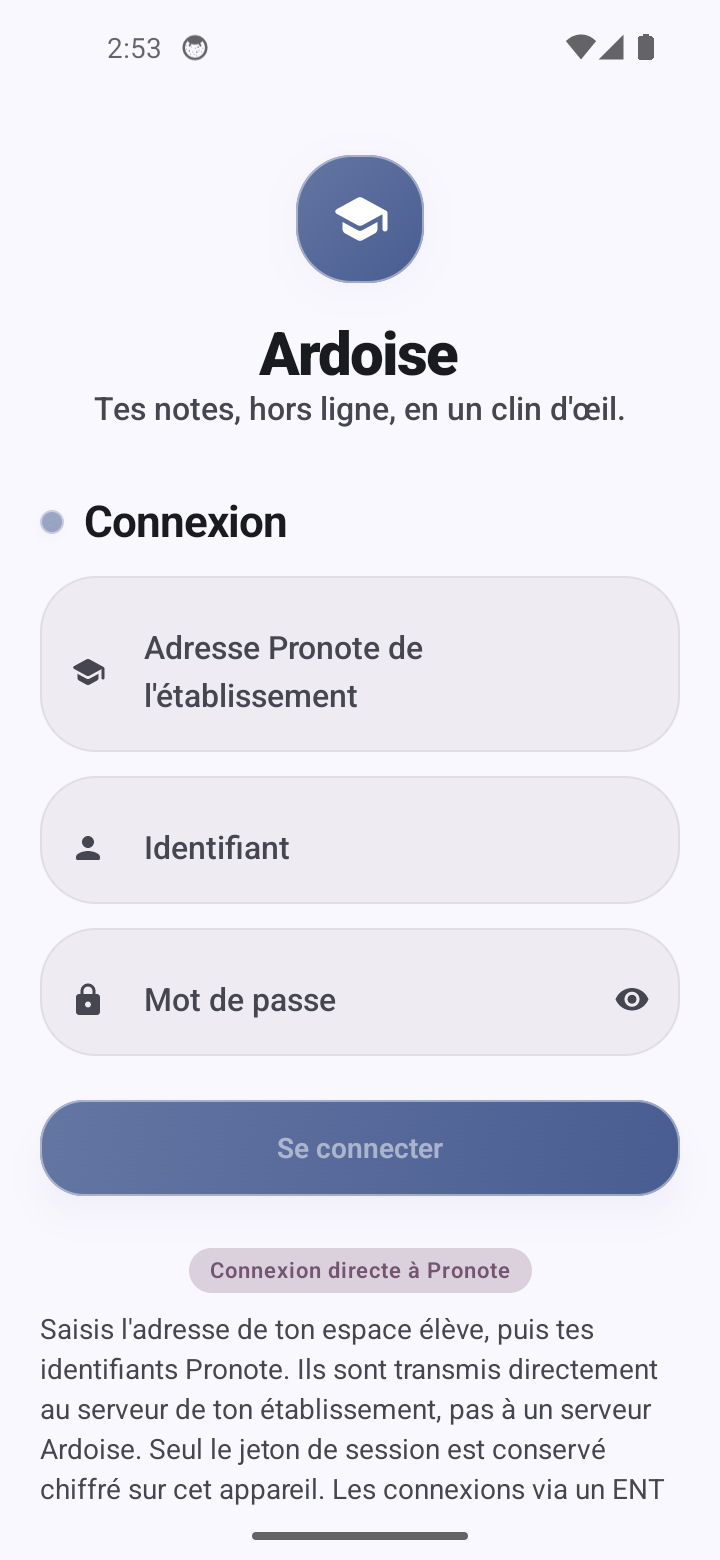 2:53
Ardoise
Tes notes, hors ligne, en un clin d'œil.
Connexion
Adresse Pronote de
l'établissement
Identifiant
Mot de passe
Se connecter
Connexion directe à Pronote
Saisis l'adresse de ton espace élève, puis tes
identifiants Pronote. Ils sont transmis directement
au serveur de ton établissement, pas à un serveur
Ardoise. Seul le jeton de session est conservé
chiffré sur cet appareil. Les connexions via un ENT